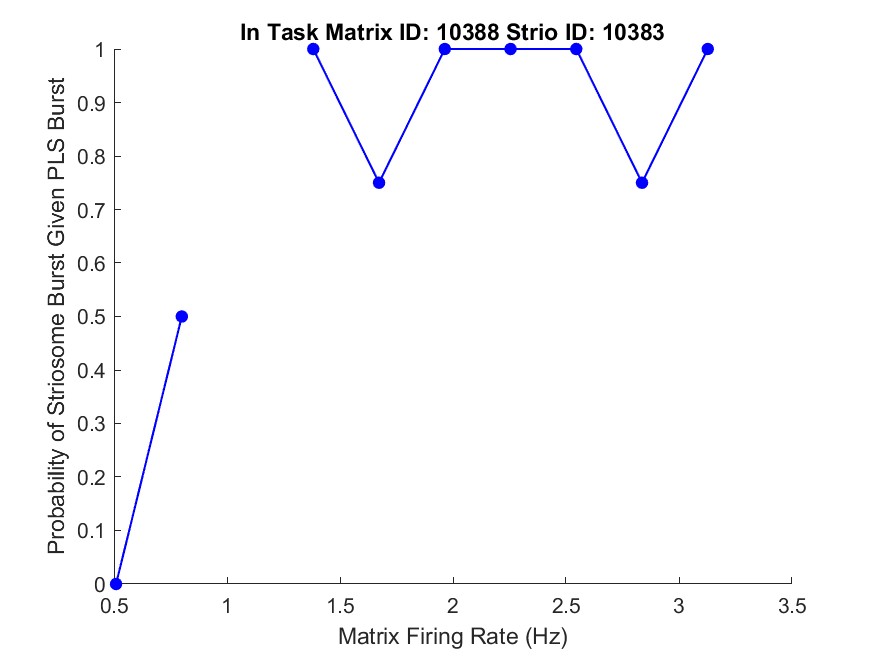 In Task Matrix ID: 10388 Strio ID: 10383
Probability of Striosome Burst Given PLS Burst
1
0.9
0.8
0.7
0.6
0.5
0.4
0.3
0.2
0.1
0
0.5 1 1.5 2 2.5 3 3.5
Matrix Firing Rate (Hz)